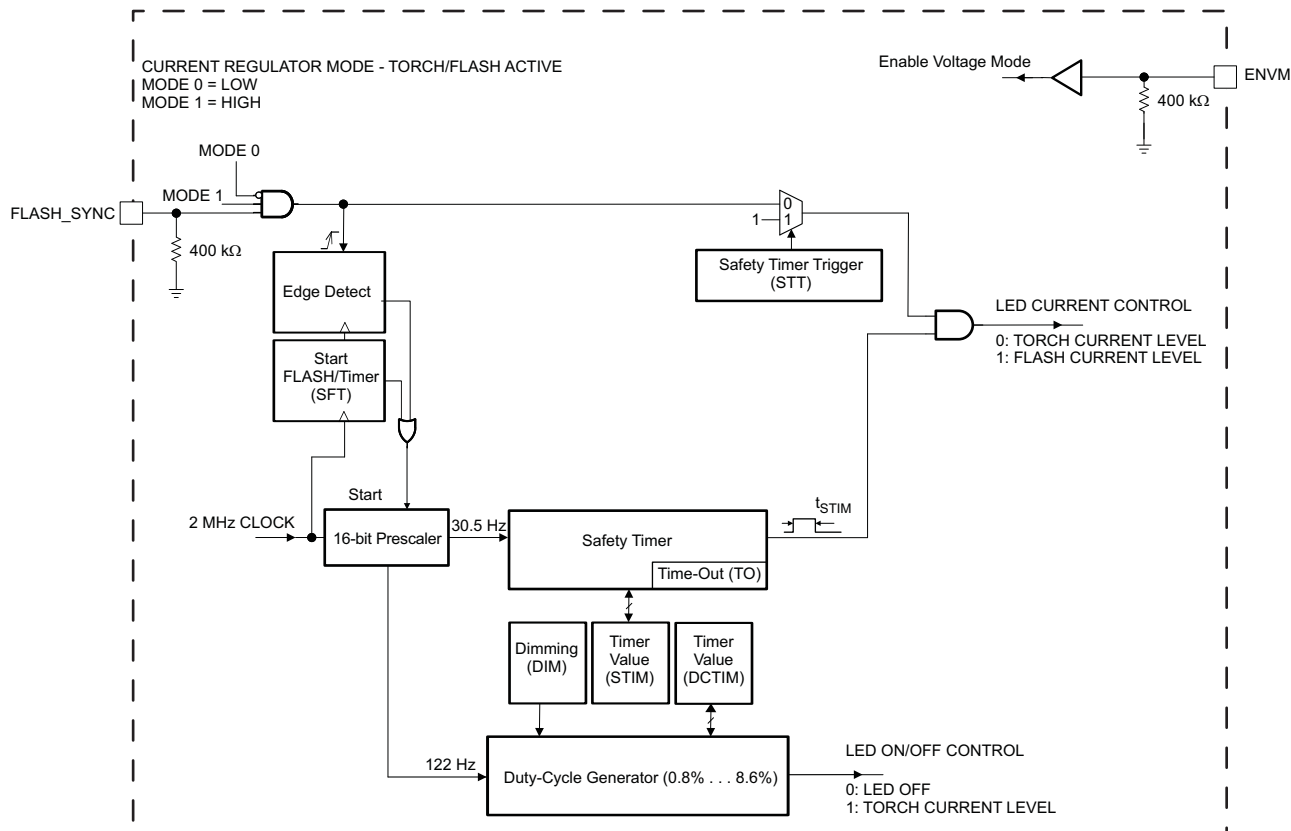 CURRENT REGULATOR MODE - TORCH/FLASH ACTIVE
MODE 0 = LOW
MODE 1 = HIGH
Enable Voltage Mode
ENVM
400 kΩ
MODE 0
MODE 1
FLASH_SYNC
400 kΩ
0
1
1
Edge Detect
Safety Timer Trigger
(STT)
LED CURRENT CONTROL
0: TORCH CURRENT LEVEL
1: FLASH CURRENT LEVEL
Start
FLASH/Timer
(SFT)
Start
2 MHz CLOCK
16-bit Prescaler
30.5 Hz
Safety Timer
Time-Out (TO)
tSTIM
Dimming
(DIM)
Timer
Value
(STIM)
Timer
Value
(DCTIM)
122 Hz
Duty-Cycle Generator (0.8% . . . 8.6%)
LED ON/OFF CONTROL
0: LED OFF
1: TORCH CURRENT LEVEL